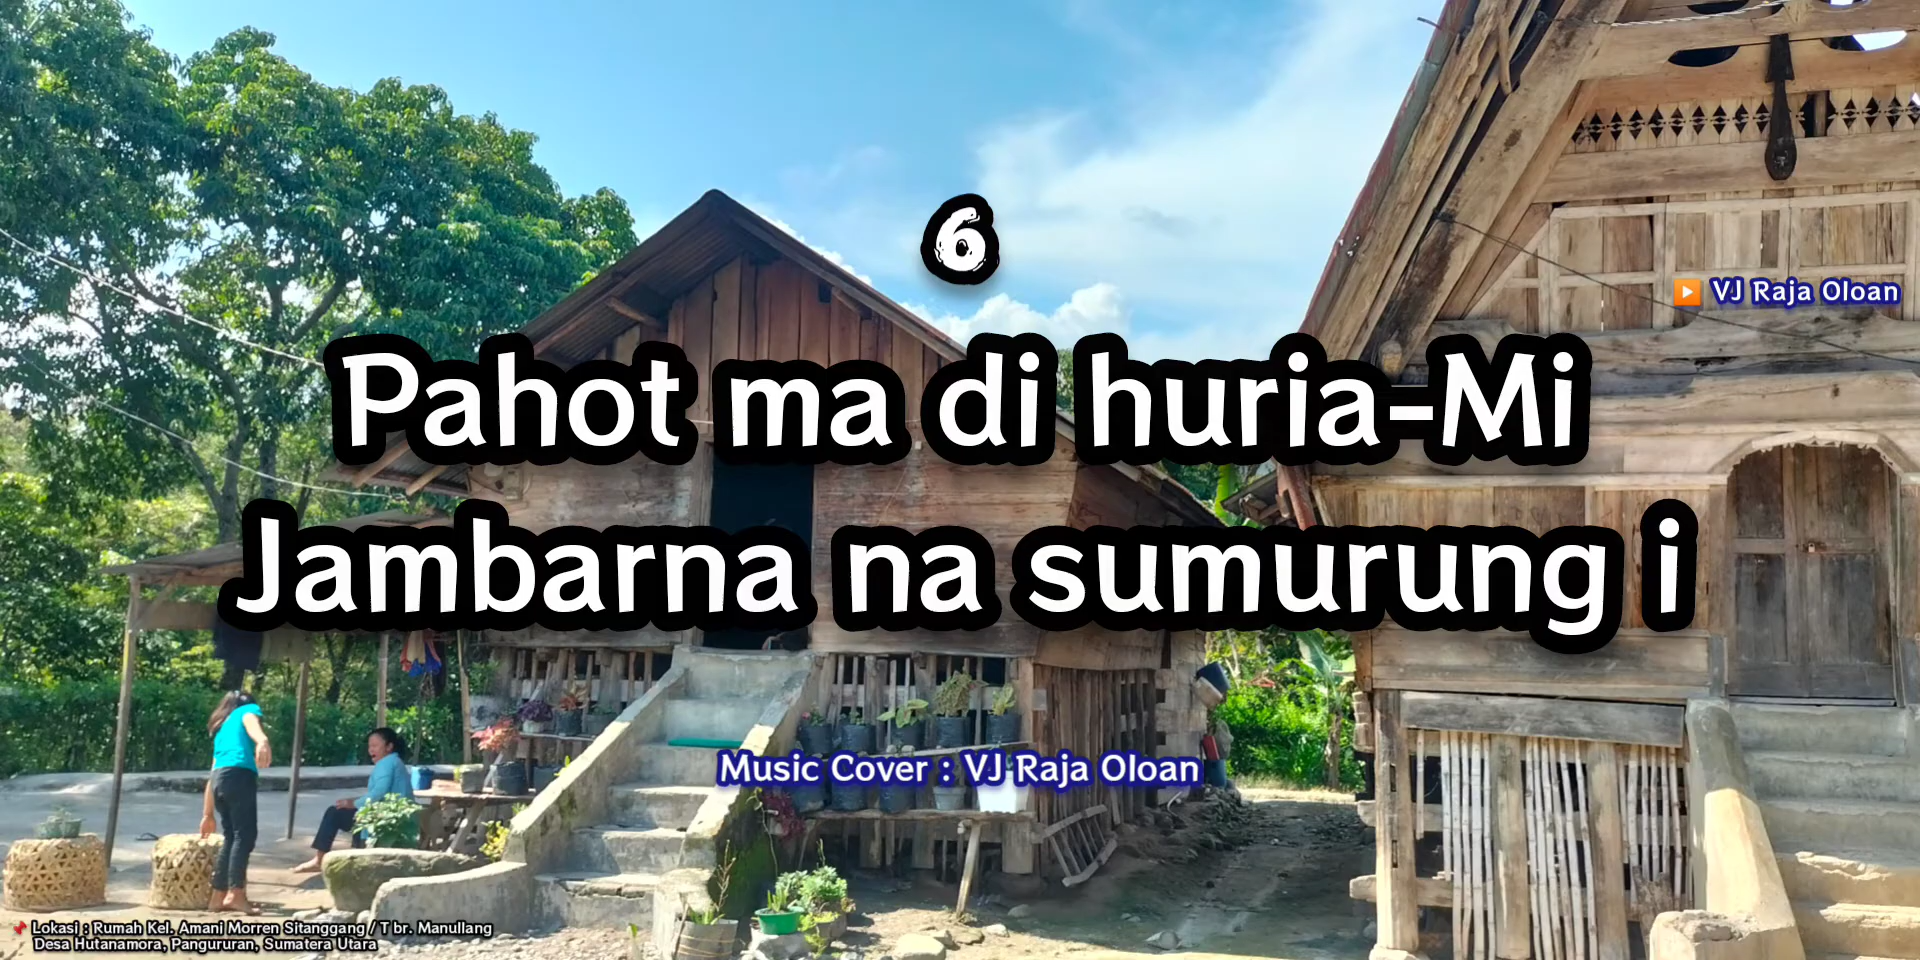 6
▶️ VJ Raja Oloan
Pahot ma di huria-Mi
Jambarna na sumurung i
Music Cover : VJ Raja Oloan
📌 Lokasi : Rumah Kel. Amani Morren Sitanggang / T br. Manullang
Desa Hutanamora, Pangururan, Sumatera Utara